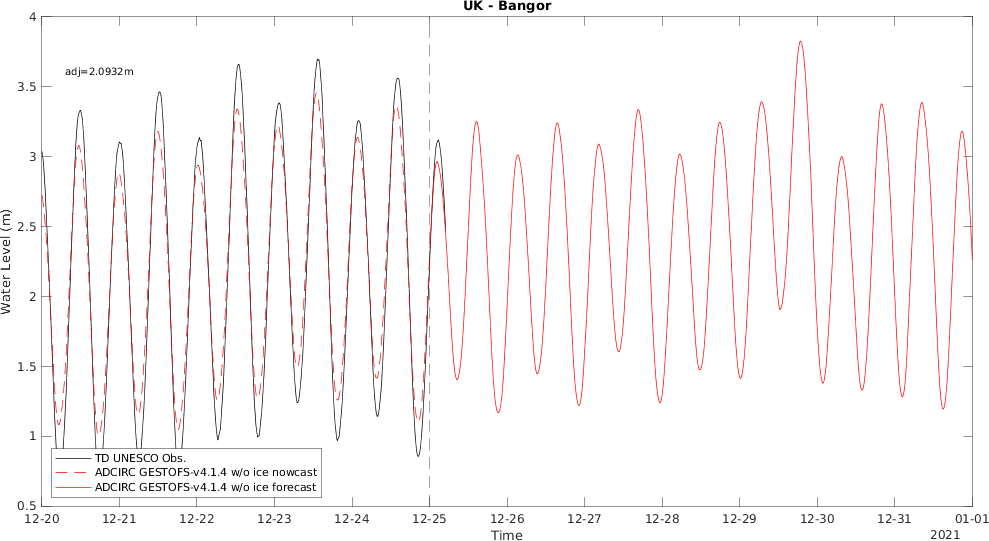 UK - Bangor
adj=2.0932m
4
3.5
3
2.5
2
1.5
1
0.5
Water Level (m)
TD UNESCO Obs.
ADCIRC GESTOFS-v4.1.4 w/o ice nowcast
ADCIRC GESTOFS-v4.1.4 w/o ice forecast
12-20 12-21 12-22 12-23 12-24 12-25 12-26 12-27 12-28 12-29 12-30 12-31 01-01
Time
2021